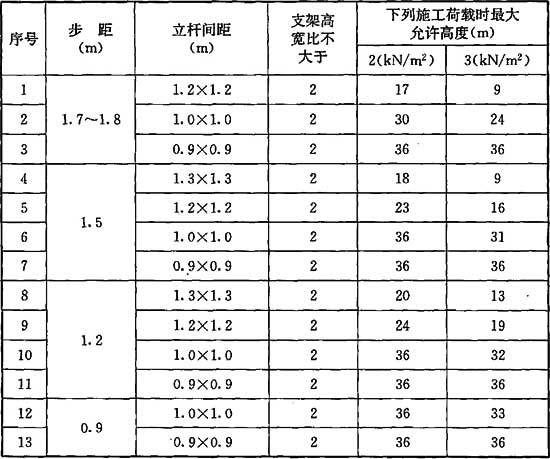 序号 步 距 (m) 立杆间距 (m) 支架高宽比不大于 下列施工荷载时最大允许高度(m)
2(kN/m²) 3(kN/m²)
1 1.7～1.8 1.2×1.2 2 17 9
2 1.0×1.0 2 30 24
3 0.9×0.9 2 36 36
4 1.5 1.3×1.3 2 18 9
5 1.2×1.2 2 23 16
6 1.0×1.0 2 36 31
7 0.9×0.9 2 36 36
8 1.2 1.3×1.3 2 20 13
9 1.2×1.2 2 24 19
10 1.0×1.0 2 36 32
11 0.9×0.9 2 36 36
12 0.9 1.0×1.0 2 36 33
13 0.9×0.9 2 36 36